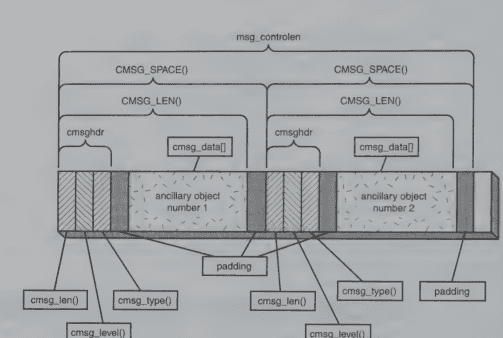 msg_controlen
CMSG_SPACE() CMSG_SPACE()
CMSG_LEN() CMSG_LEN()
cmsghdr cmsghdr
cmsg_data[] cmsg_data[]
ancillary object
number 1
ancillary object
number 2
padding
padding
cmsg_len() cmsg_type() cmsg_len() cmsg_type()
cmsg_level() cmsg_level()